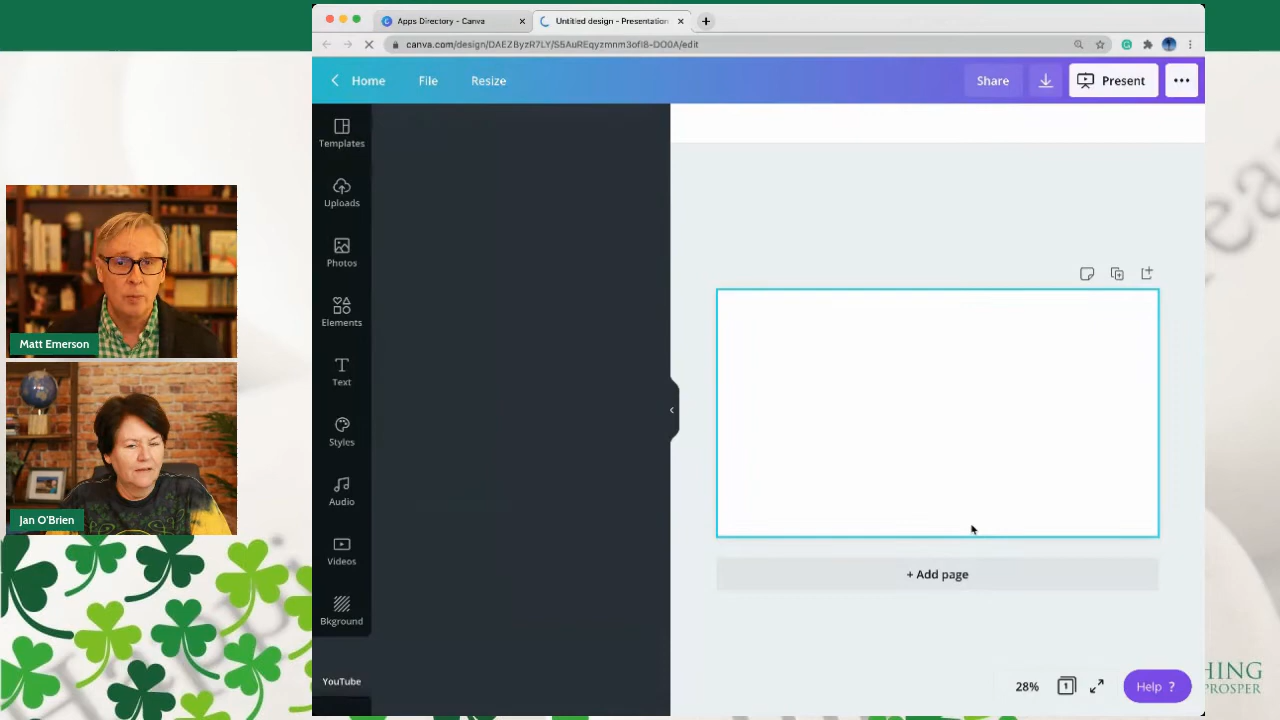 Apps Directory - Canva
Untitled design - Presentation
canva.com/design/DAEZByzR7LY/S5AuREqyzmnm3ofI8-DO0A/edit
Home
File
Resize
Share
Present
Templates
Uploads
Photos
Elements
Text
Styles
Audio
Videos
Bkground
YouTube
+ Add page
28%
1
Help ?
Matt Emerson
Jan O'Brien
HING
PROSPER